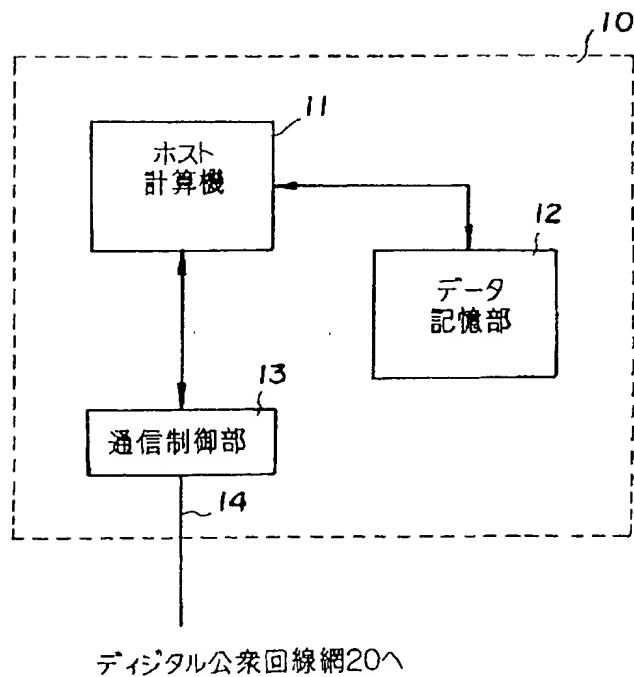 10
11
ホスト
計算機
12
データ
記憶部
13
通信制御部
14
ディジタル公衆回線網20へ